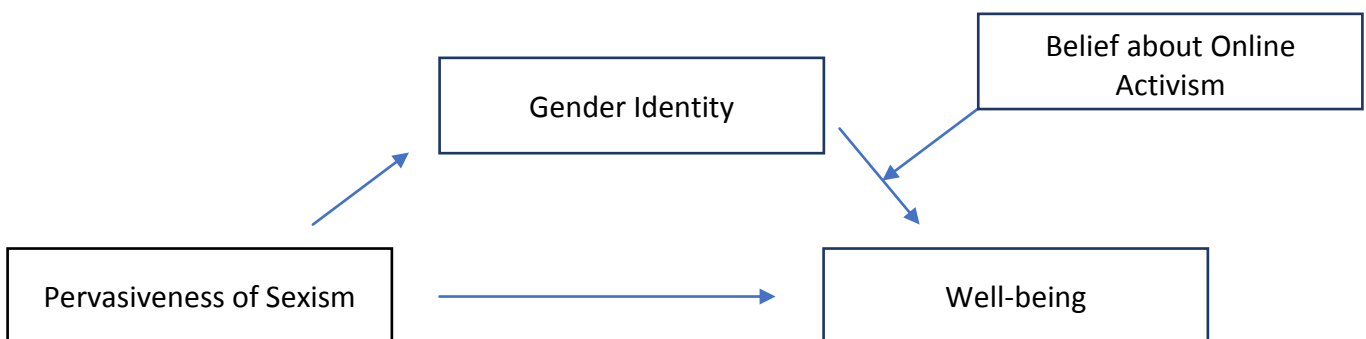 Belief about Online
Activism
Gender Identity
Pervasiveness of Sexism
Well-being